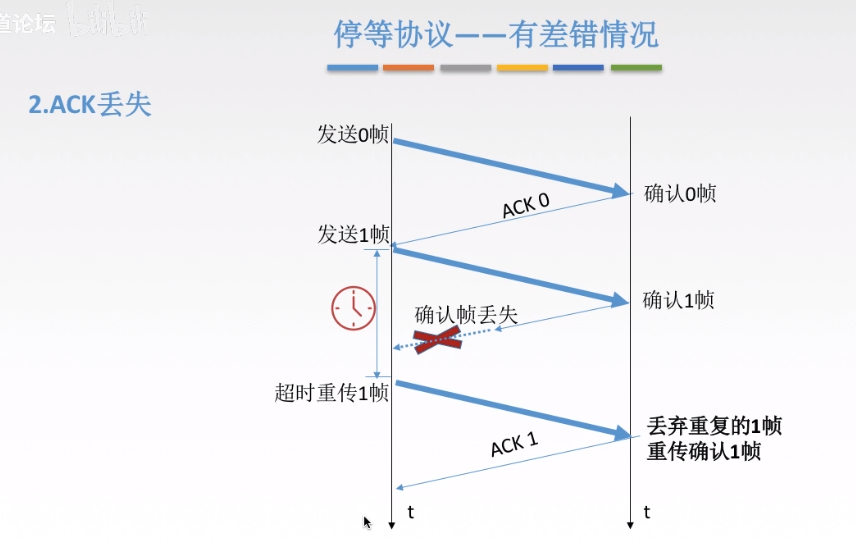 道论坛
停等协议——有差错情况
2.ACK丢失
发送0帧
ACK 0
确认0帧
发送1帧
确认帧丢失
确认1帧
超时重传1帧
ACK 1
丢弃重复的1帧
重传确认1帧
t
t